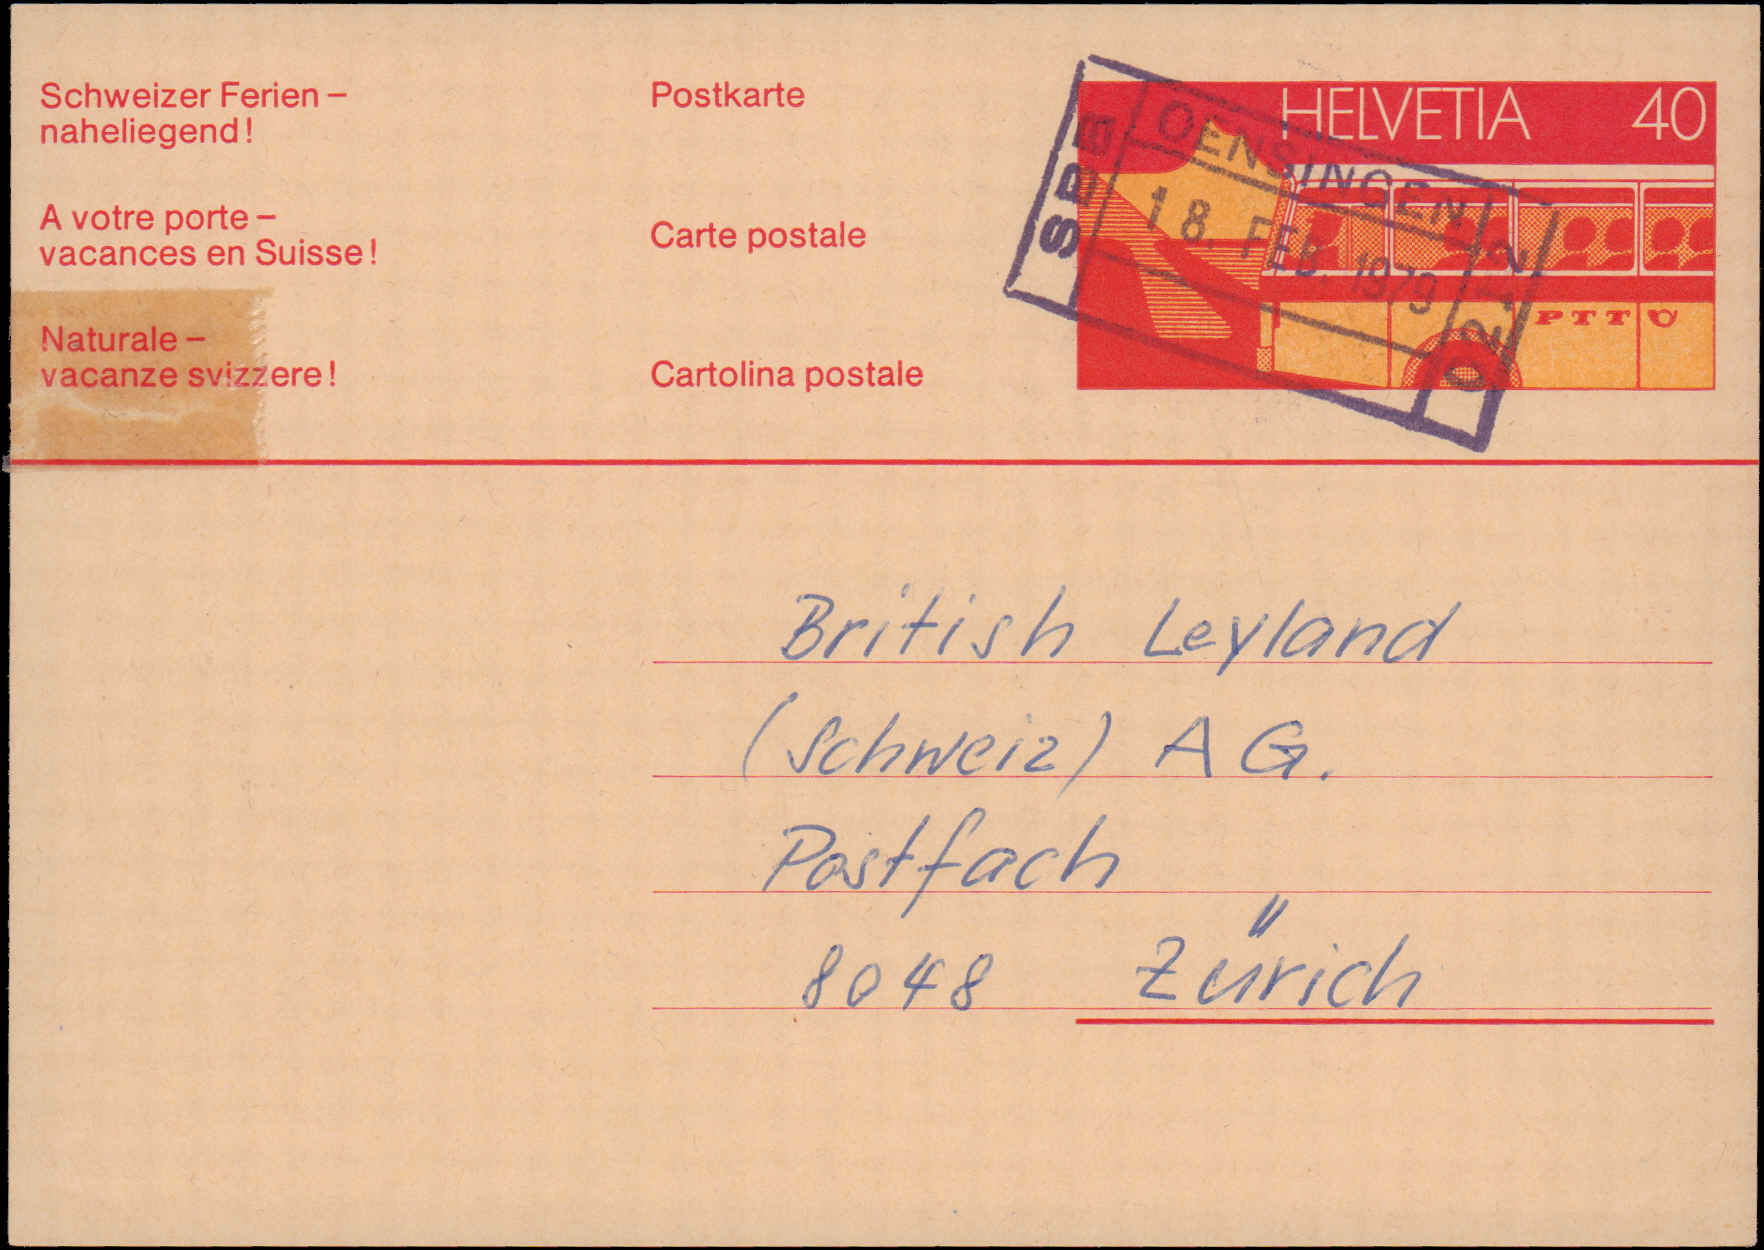 Schweizer Ferien –
naheliegend!
A votre porte –
vacances en Suisse!
Naturale –
vacanze svizzere!
Postkarte
Carte postale
Cartolina postale
HELVETIA 40
PTT
SBB
OENSINGEN
18. FEB. 1979
British Leyland
(Schweiz) AG.
Postfach
8048 Zürich